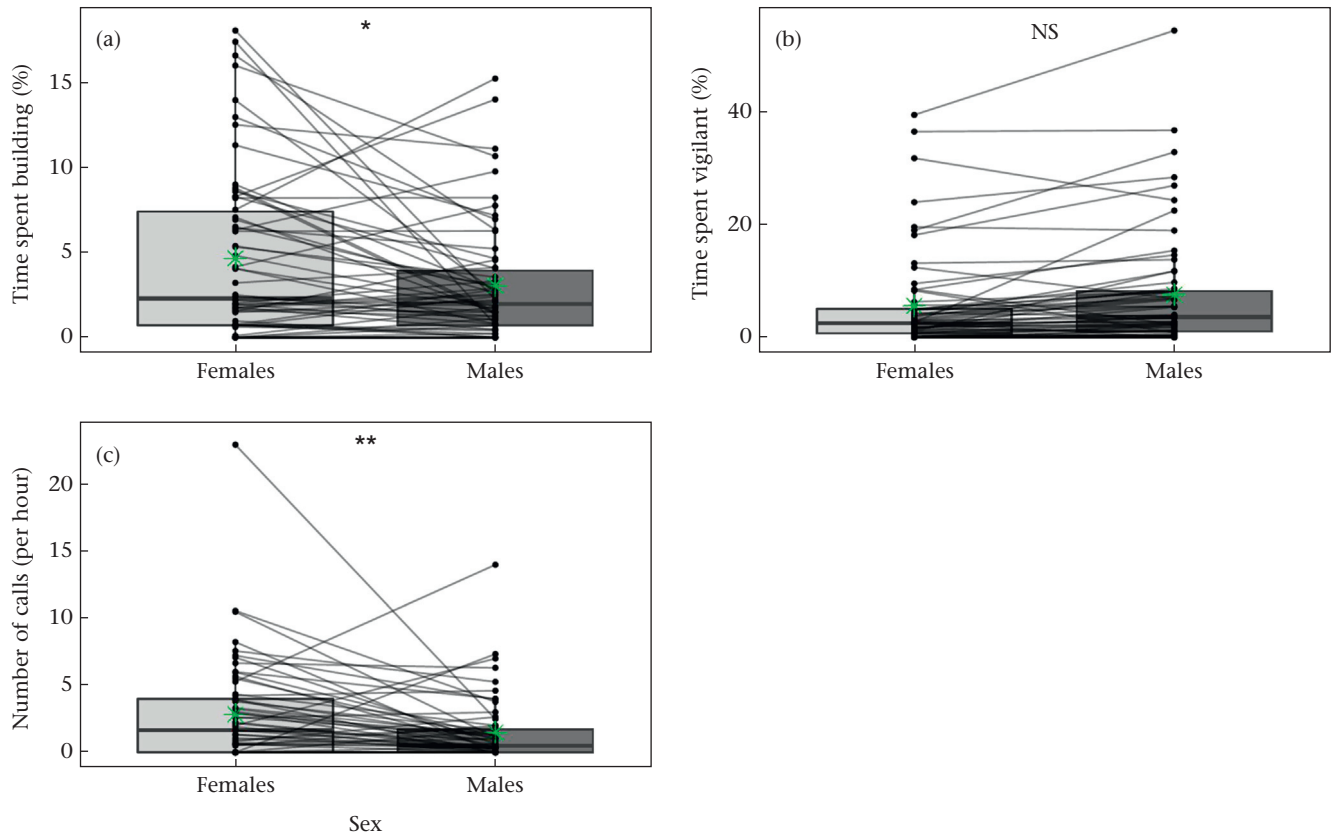 (a)
*
Time spent building (%)
15
10
5
0
Females
Males
(b)
NS
Time spent vigilant (%)
40
20
0
Females
Males
(c)
**
Number of calls (per hour)
20
15
10
5
0
Females
Males
Sex